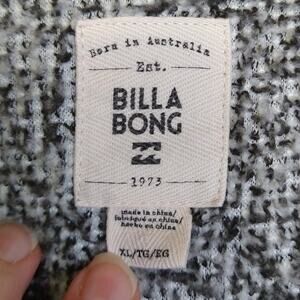 Born in Australia
Est.
BILLA
BONG
1973
made in china/
fabriqué en chine/
hecho en china
XL/TG/EG